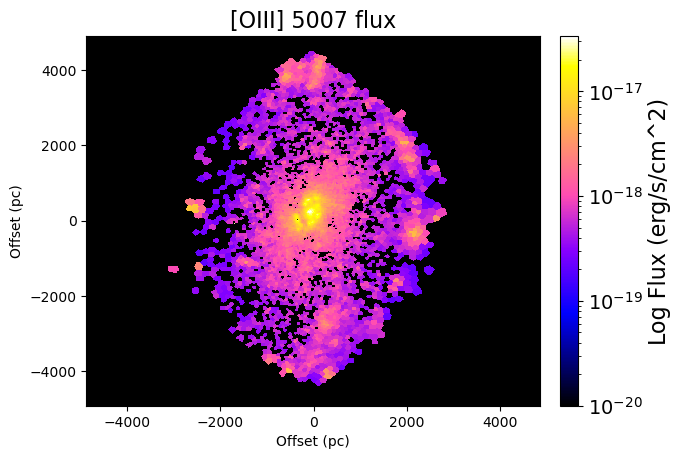 [OIII] 5007 flux
4000
2000
0
−2000
−4000
Offset (pc)
−4000 −2000 0 2000 4000
Offset (pc)
10⁻¹⁷
10⁻¹⁸
10⁻¹⁹
10⁻²⁰
Log Flux (erg/s/cm^2)